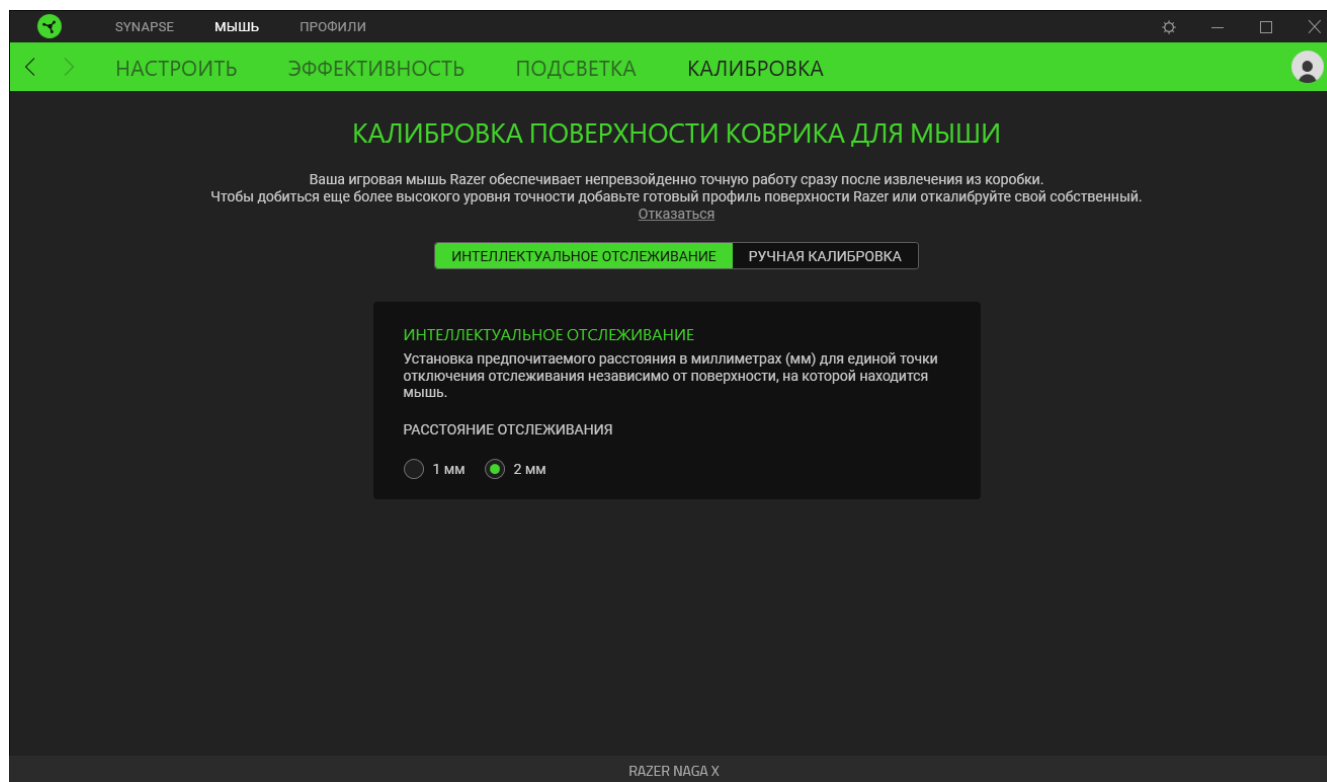 SYNAPSE МЫШЬ ПРОФИЛИ
НАСТРОИТЬ ЭФФЕКТИВНОСТЬ ПОДСВЕТКА КАЛИБРОВКА
КАЛИБРОВКА ПОВЕРХНОСТИ КОВРИКА ДЛЯ МЫШИ
Ваша игровая мышь Razer обеспечивает непревзойденно точную работу сразу после извлечения из коробки.
Чтобы добиться еще более высокого уровня точности добавьте готовый профиль поверхности Razer или откалибруйте свой собственный.
Отказаться
ИНТЕЛЛЕКТУАЛЬНОЕ ОТСЛЕЖИВАНИЕ РУЧНАЯ КАЛИБРОВКА
ИНТЕЛЛЕКТУАЛЬНОЕ ОТСЛЕЖИВАНИЕ
Установка предпочитаемого расстояния в миллиметрах (мм) для единой точки
отключения отслеживания независимо от поверхности, на которой находится
мышь.
РАССТОЯНИЕ ОТСЛЕЖИВАНИЯ
1 мм 2 мм
RAZER NAGA X